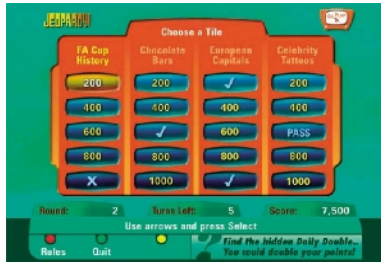 JEOPARDY!
Choose a Tile
FA Cup History
Chocolate Bars
European Capitals
Celebrity Tattoos
200 200 ✓ 200
400 400 400 400
600 ✓ 600 PASS
800 800 800 800
X 1000 ✓ 1000
Round: 2 Turns Left: 5 Score: 7,500
Use arrows and press Select
Rules Quit
? Find the hidden Daily Double..
You could double your points!